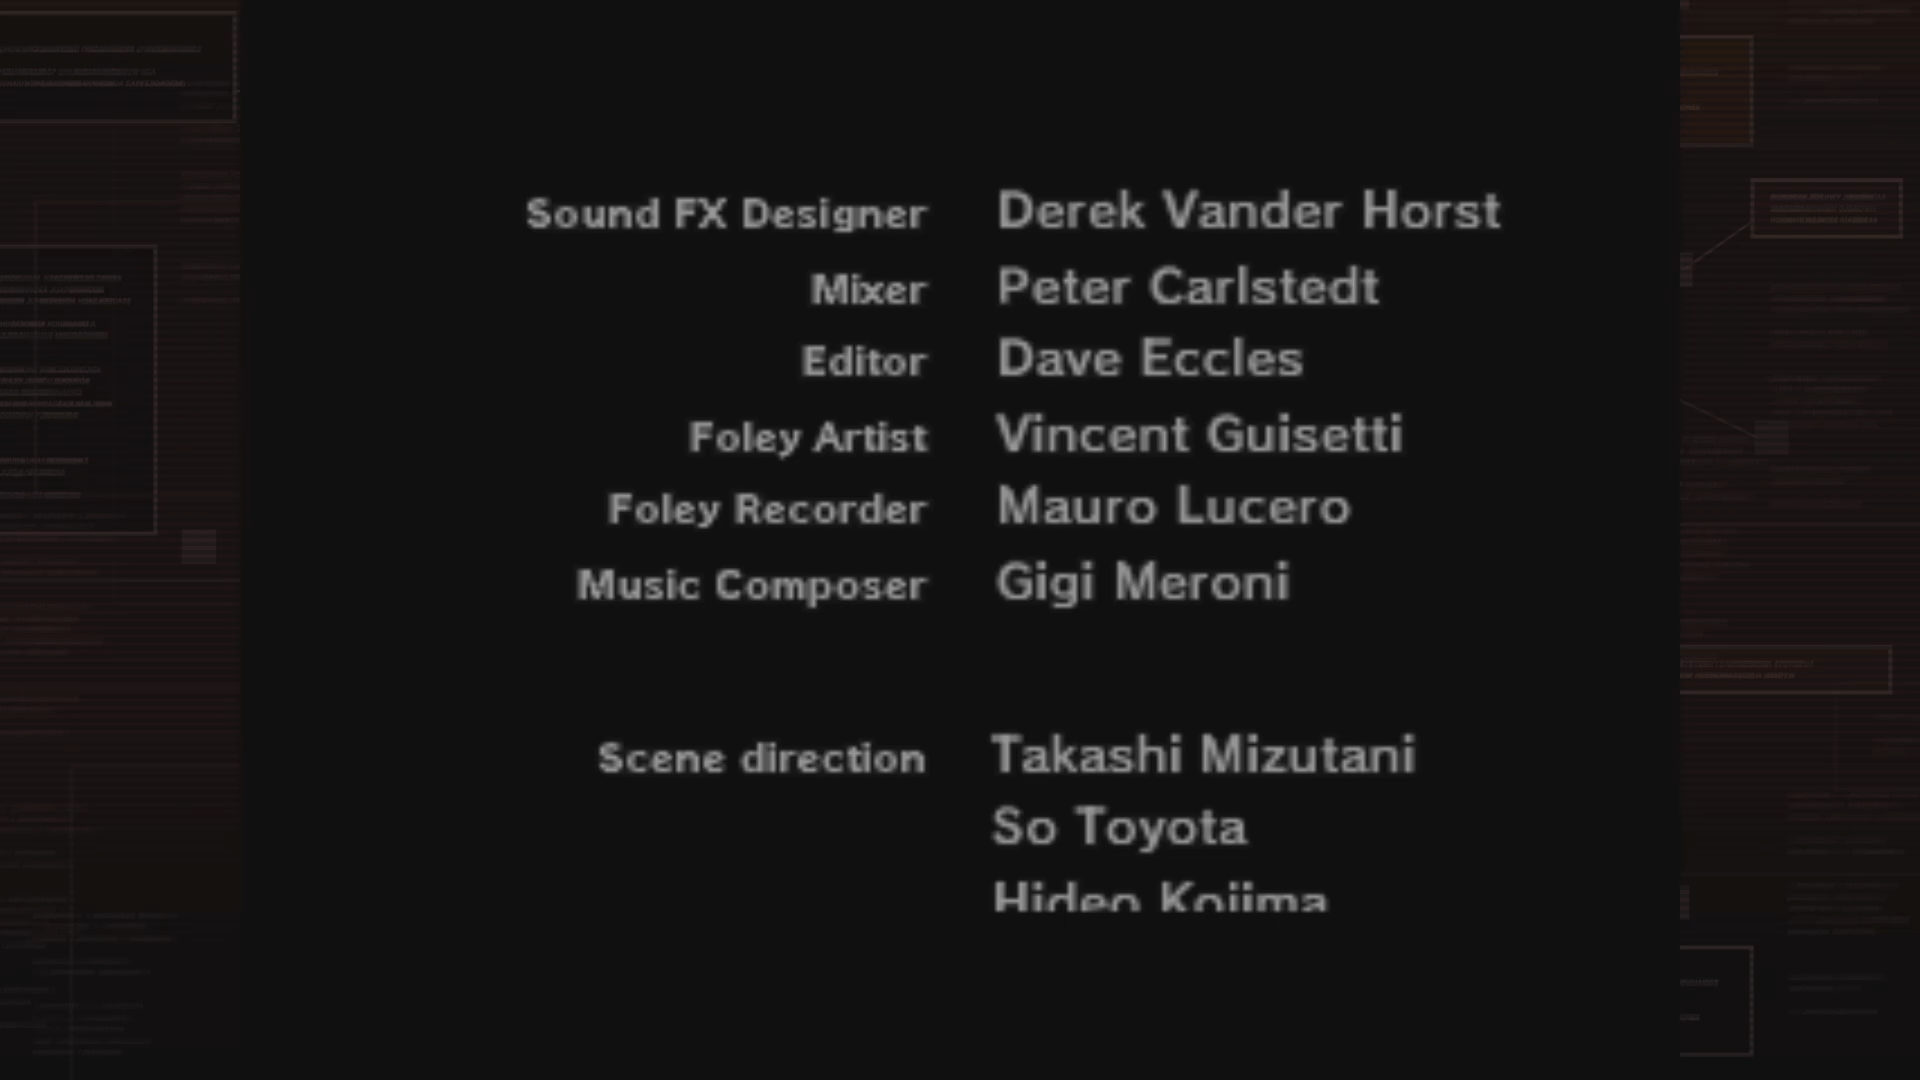 Sound FX Designer Derek Vander Horst
Mixer Peter Carlstedt
Editor Dave Eccles
Foley Artist Vincent Guisetti
Foley Recorder Mauro Lucero
Music Composer Gigi Meroni
Scene direction Takashi Mizutani
So Toyota
Hideo Kojima